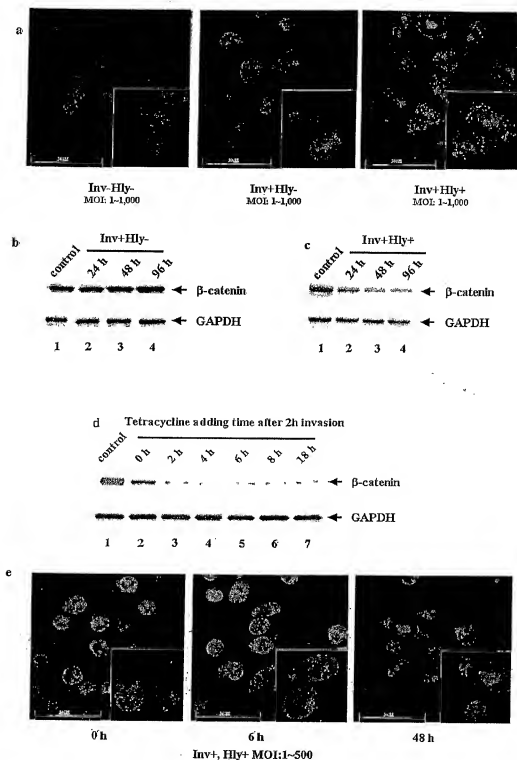 a
Inv-Hly-
MOI: 1~1,000
Inv+Hly-
MOI: 1~1,000
Inv+Hly+
MOI: 1~1,000
b
Inv+Hly-
control
24 h
48 h
96 h
β-catenin
GAPDH
1 2 3 4
c
Inv+Hly+
control
24 h
48 h
96 h
β-catenin
GAPDH
1 2 3 4
d Tetracycline adding time after 2h invasion
control
0 h
2 h
4 h
6 h
8 h
18 h
β-catenin
GAPDH
1 2 3 4 5 6 7
e
0 h
6 h
48 h
Inv+, Hly+ MOI:1~500